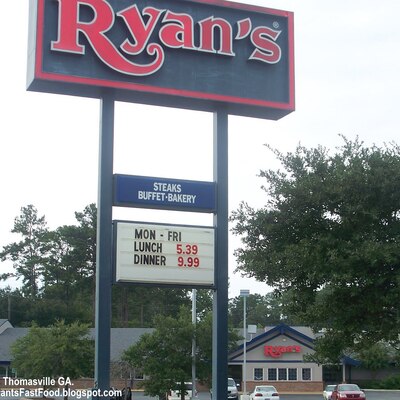 Ryan's®
STEAKS
BUFFET·BAKERY
MON - FRI
LUNCH 5.39
DINNER 9.99
Ryan's
Thomasville GA.
antsFastFood.blogspot.com